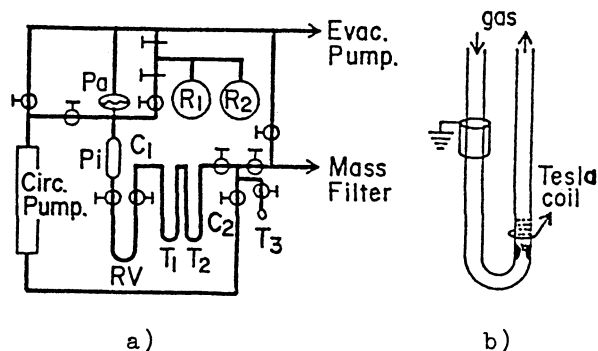 Evac.
Pump.
Pa
R1
R2
Pi
C1
Circ.
Pump.
Mass
Filter
C2
T1
T2
T3
RV
a)
gas
Tesla
coil
b)